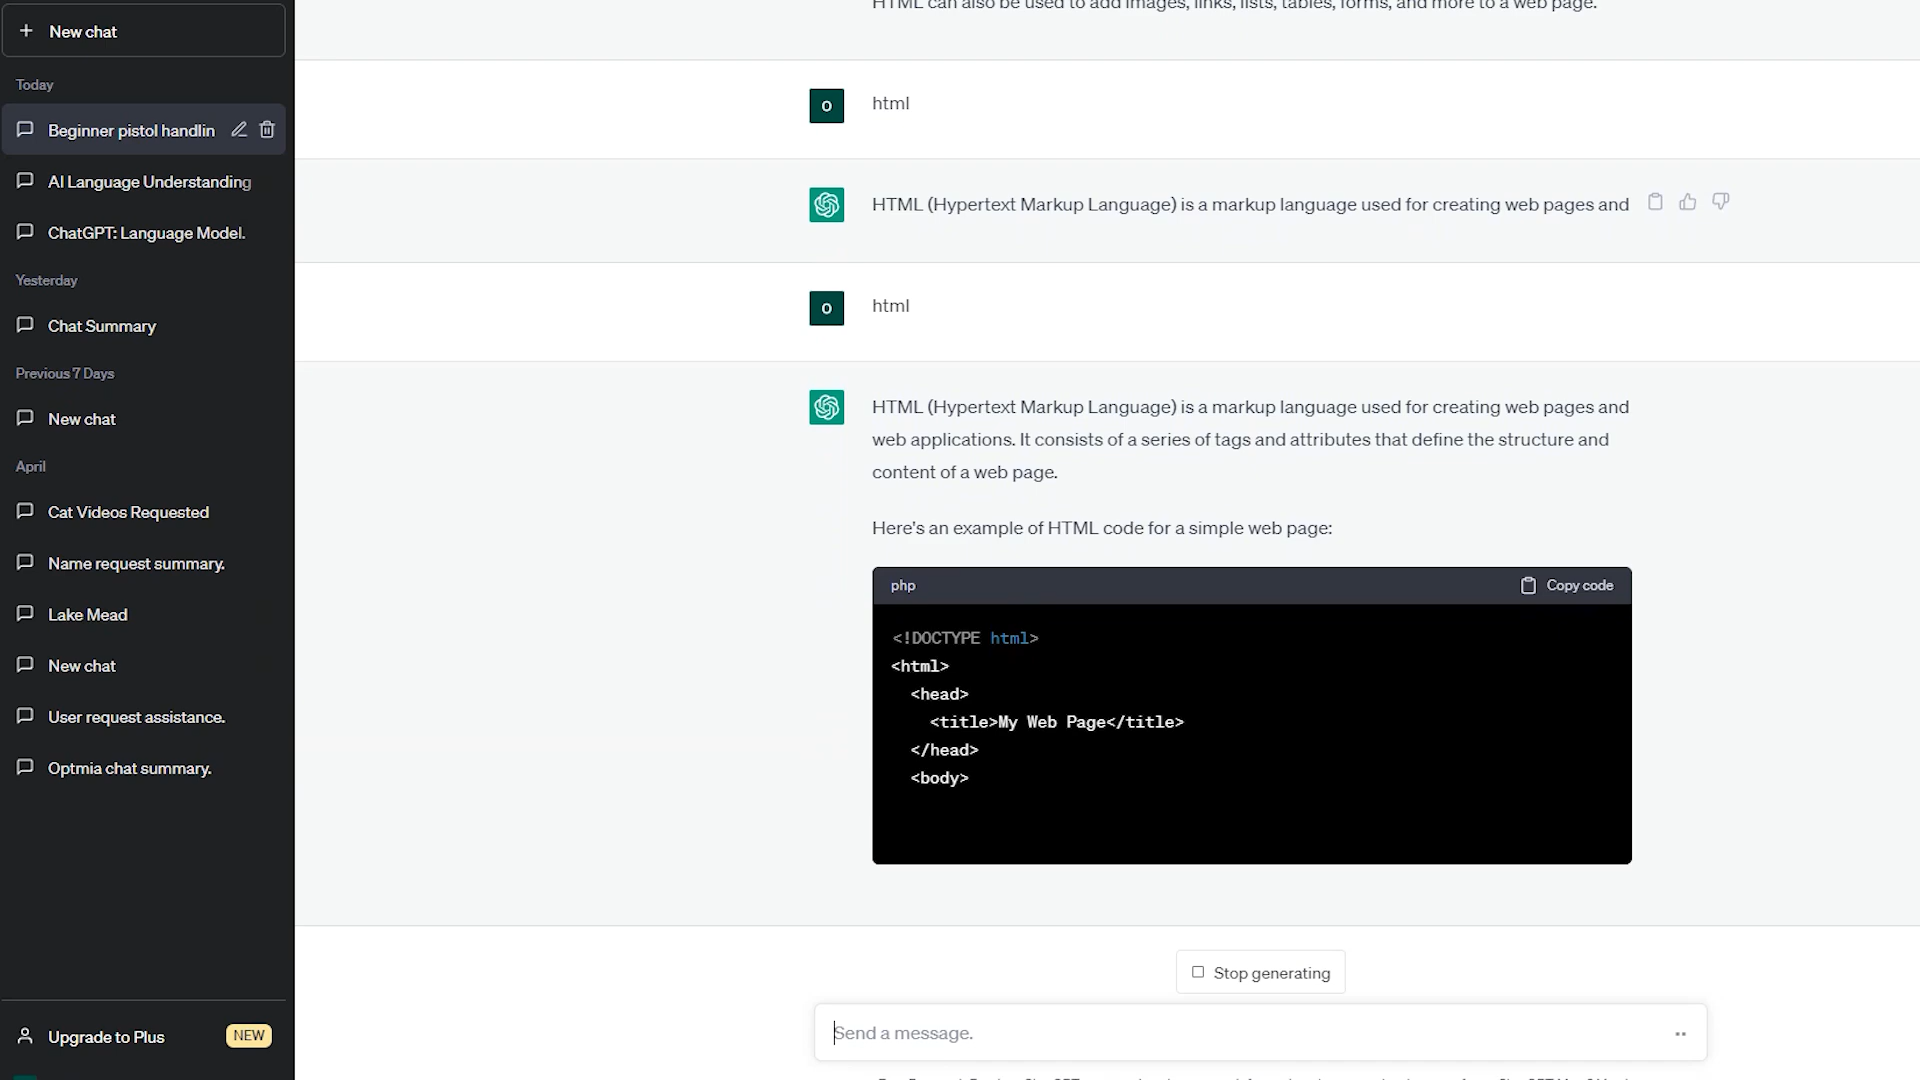 New chat
Today
Beginner pistol handlin
AI Language Understanding
ChatGPT: Language Model.
Yesterday
Chat Summary
Previous 7 Days
New chat
April
Cat Videos Requested
Name request summary.
Lake Mead
New chat
User request assistance.
Optmia chat summary.
Upgrade to Plus NEW
HTML can also be used to add images, links, lists, tables, forms, and more to a web page.
O html
HTML (Hypertext Markup Language) is a markup language used for creating web pages and
O html
HTML (Hypertext Markup Language) is a markup language used for creating web pages and
web applications. It consists of a series of tags and attributes that define the structure and
content of a web page.
Here's an example of HTML code for a simple web page:
php Copy code
<!DOCTYPE html>
<html>
<head>
<title>My Web Page</title>
</head>
<body>
Stop generating
Send a message.